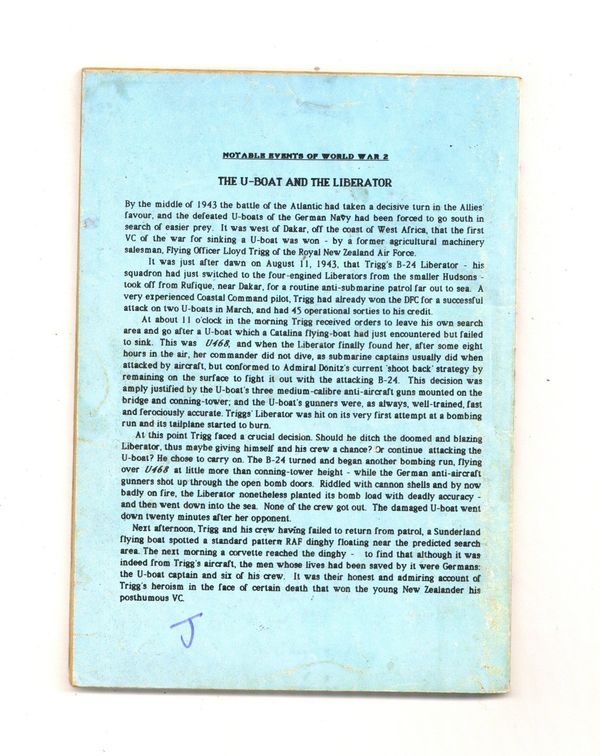 NOTABLE EVENTS OF WORLD WAR 2
THE U-BOAT AND THE LIBERATOR
By the middle of 1943 the battle of the Atlantic had taken a decisive turn in the Allies'
favour, and the defeated U-boats of the German Navy had been forced to go south in
search of easier prey. It was west of Dakar, off the coast of West Africa, that the first
VC of the war for sinking a U-boat was won - by a former agricultural machinery
salesman, Flying Officer Lloyd Trigg of the Royal New Zealand Air Force.
It was just after dawn on August 11, 1943, that Trigg's B-24 Liberator - his
squadron had just switched to the four-engined Liberators from the smaller Hudsons -
took off from Rufique, near Dakar, for a routine anti-submarine patrol far out to sea. A
very experienced Coastal Command pilot, Trigg had already won the DFC for a successful
attack on two U-boats in March, and had 45 operational sorties to his credit.
At about 11 o'clock in the morning Trigg received orders to leave his own search
area and go after a U-boat which a Catalina flying-boat had just encountered but failed
to sink. This was U468, and when the Liberator finally found her, after some eight
hours in the air, her commander did not dive, as submarine captains usually did when
attacked by aircraft, but conformed to Admiral Dönitz's current 'shoot back' strategy by
remaining on the surface to fight it out with the attacking B-24. This decision was
amply justified by the U-boat's three medium-calibre anti-aircraft guns mounted on the
bridge and conning-tower; and the U-boat's gunners were, as always, well-trained, fast
and ferociously accurate. Triggs' Liberator was hit on its very first attempt at a bombing
run and its tailplane started to burn.
At this point Trigg faced a crucial decision. Should he ditch the doomed and blazing
Liberator, thus maybe giving himself and his crew a chance? Or continue attacking the
U-boat? He chose to carry on. The B-24 turned and began another bombing run, flying
over U468 at little more than conning-tower height - while the German anti-aircraft
gunners shot up through the open bomb doors. Riddled with cannon shells and by now
badly on fire, the Liberator nonetheless planted its bomb load with deadly accuracy -
and then went down into the sea. None of the crew got out. The damaged U-boat went
down twenty minutes after her opponent.
Next afternoon, Trigg and his crew having failed to return from patrol, a Sunderland
flying boat spotted a standard pattern RAF dinghy floating near the predicted search
area. The next morning a corvette reached the dinghy - to find that although it was
indeed from Trigg's aircraft, the men whose lives had been saved by it were Germans:
the U-boat captain and six of his crew. It was their honest and admiring account of
Trigg's heroism in the face of certain death that won the young New Zealander his
posthumous VC.
J